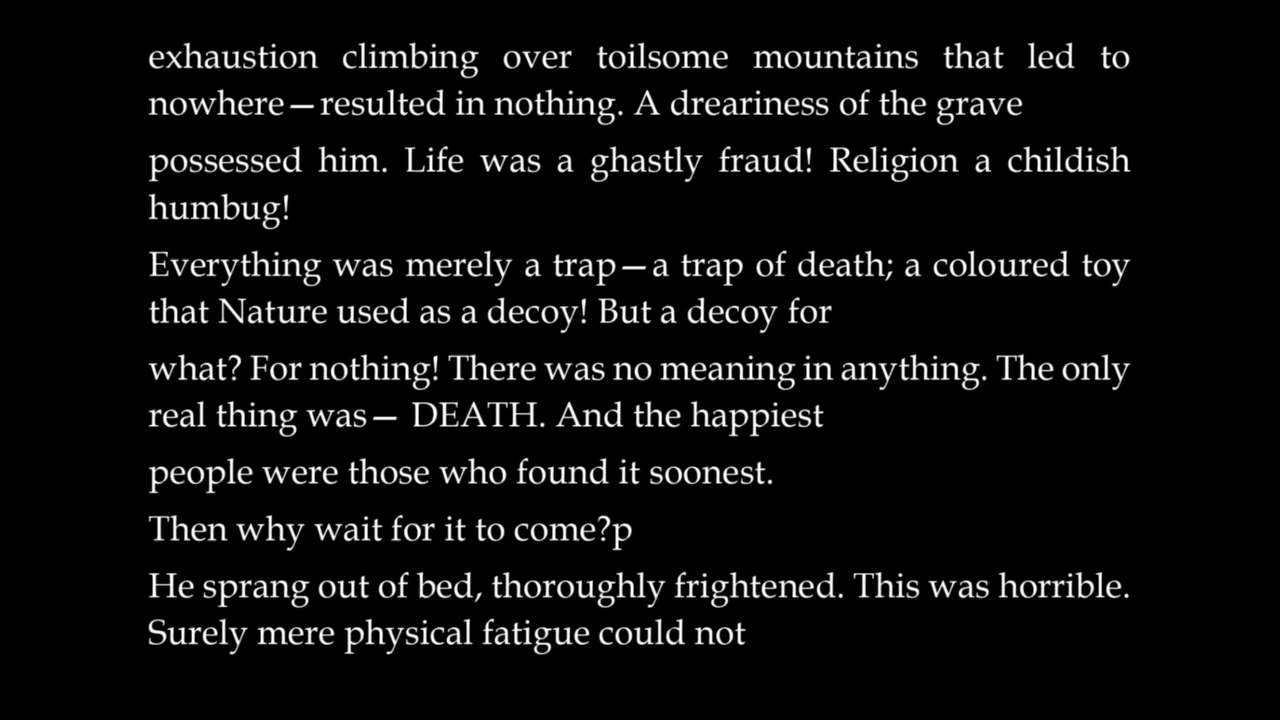 exhaustion climbing over toilsome mountains that led to
nowhere—resulted in nothing. A dreariness of the grave
possessed him. Life was a ghastly fraud! Religion a childish
humbug!
Everything was merely a trap—a trap of death; a coloured toy
that Nature used as a decoy! But a decoy for
what? For nothing! There was no meaning in anything. The only
real thing was— DEATH. And the happiest
people were those who found it soonest.
Then why wait for it to come?p
He sprang out of bed, thoroughly frightened. This was horrible.
Surely mere physical fatigue could not